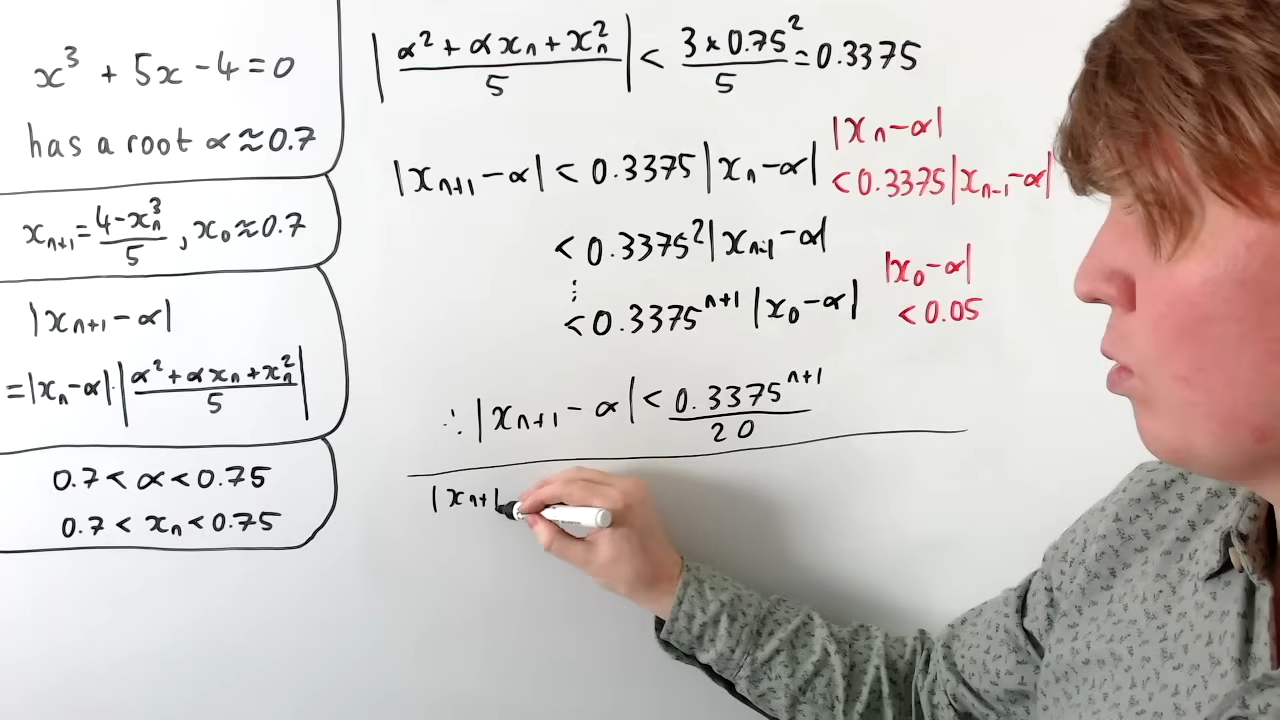 x³ + 5x - 4 = 0
has a root α ≈ 0.7
xₙ₊₁ = (4 - xₙ³)/5 , x₀ ≈ 0.7
|xₙ₊₁ - α|
= |xₙ - α| · |(α² + αxₙ + xₙ²)/5|
0.7 < α < 0.75
0.7 < xₙ < 0.75
|(α² + αxₙ + xₙ²)/5| < (3 × 0.75²)/5 = 0.3375
|xₙ₊₁ - α| < 0.3375 |xₙ - α|
< 0.3375² |xₙ₋₁ - α|
⋮
< 0.3375ⁿ⁺¹ |x₀ - α|
|xₙ - α|
< 0.3375 |xₙ₋₁ - α|
|x₀ - α|
< 0.05
∴ |xₙ₊₁ - α| < 0.3375ⁿ⁺¹/20
|xₙ₊₁